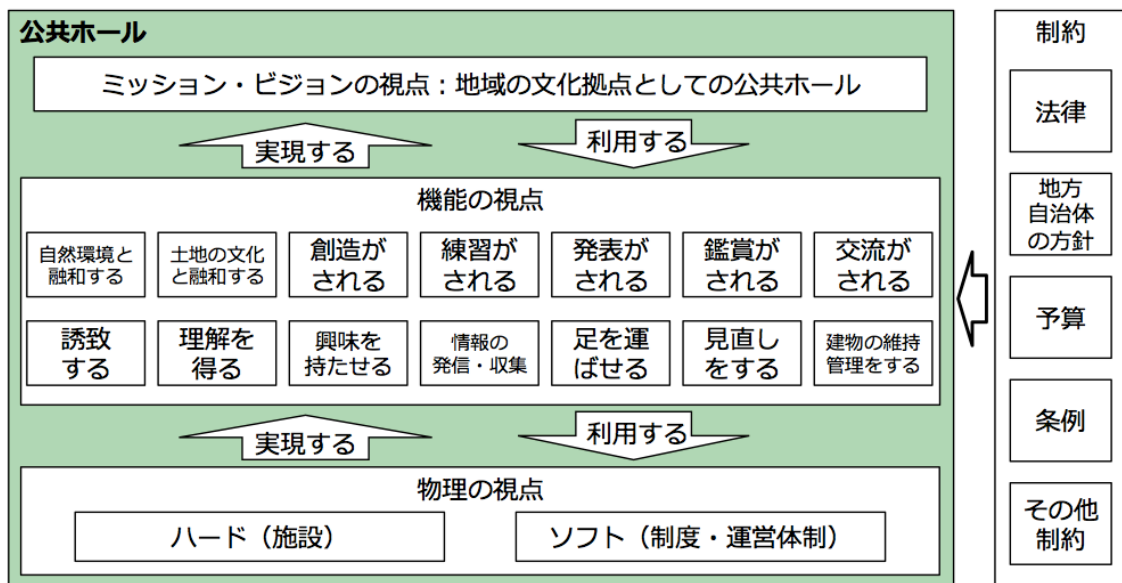 公共ホール
ミッション・ビジョンの視点：地域の文化拠点としての公共ホール
実現する
利用する
機能の視点
自然環境と
融和する
土地の文化
と融和する
創造が
される
練習が
される
発表が
される
鑑賞が
される
交流が
される
誘致
する
理解を
得る
興味を
持たせる
情報の
発信・収集
足を運
ばせる
見直し
をする
建物の維持
管理をする
実現する
利用する
物理の視点
ハード（施設）
ソフト（制度・運営体制）
制約
法律
地方
自治体
の方針
予算
条例
その他
制約